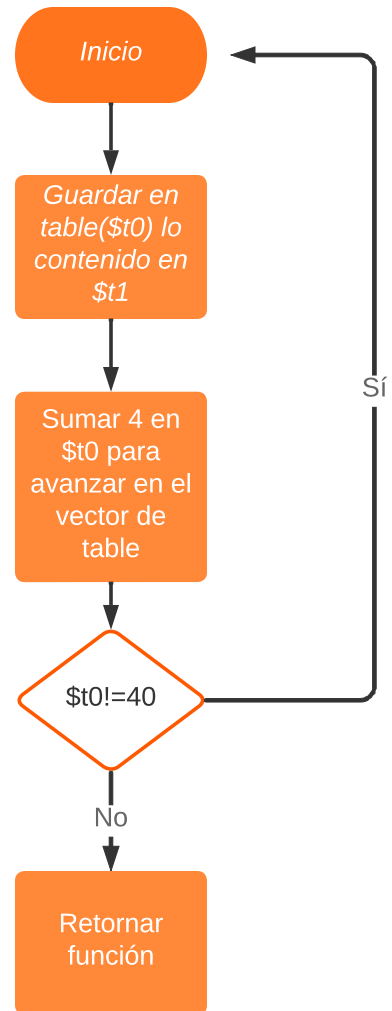 Inicio
Guardar en
table($t0) lo
contenido en
$t1
Sí
Sumar 4 en
$t0 para
avanzar en el
vector de
table
$t0!=40
No
Retornar
función